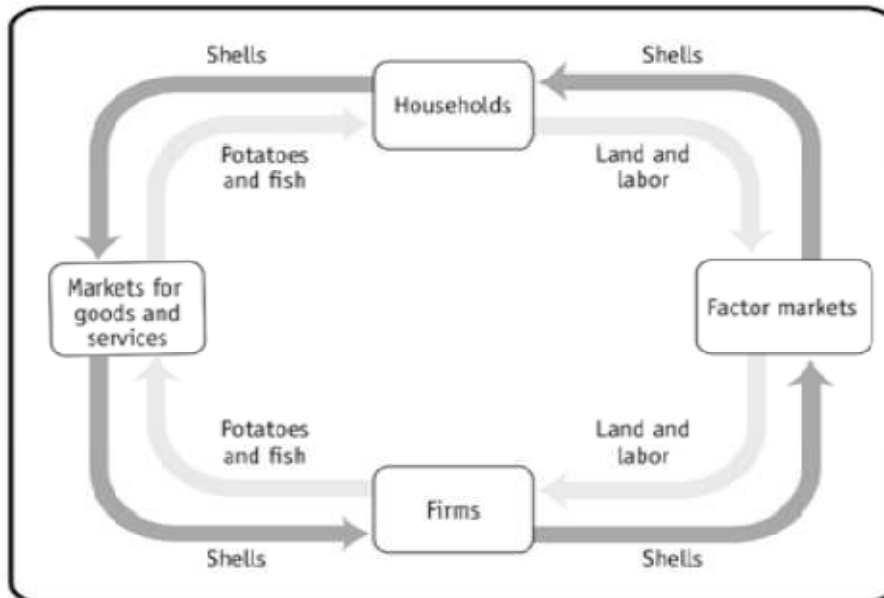 Shells
Shells
Households
Potatoes
and fish
Land and
labor
Markets for
goods and
services
Factor markets
Potatoes
and fish
Land and
labor
Firms
Shells
Shells